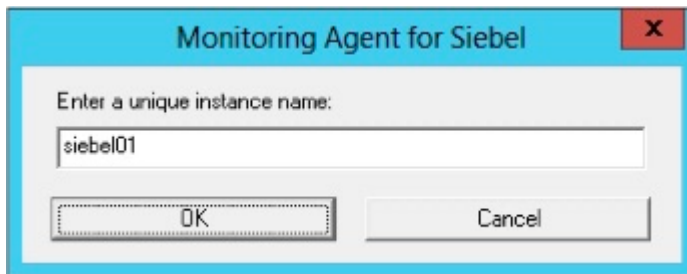 Monitoring Agent for Siebel
x
Enter a unique instance name:
siebel01
OK
Cancel